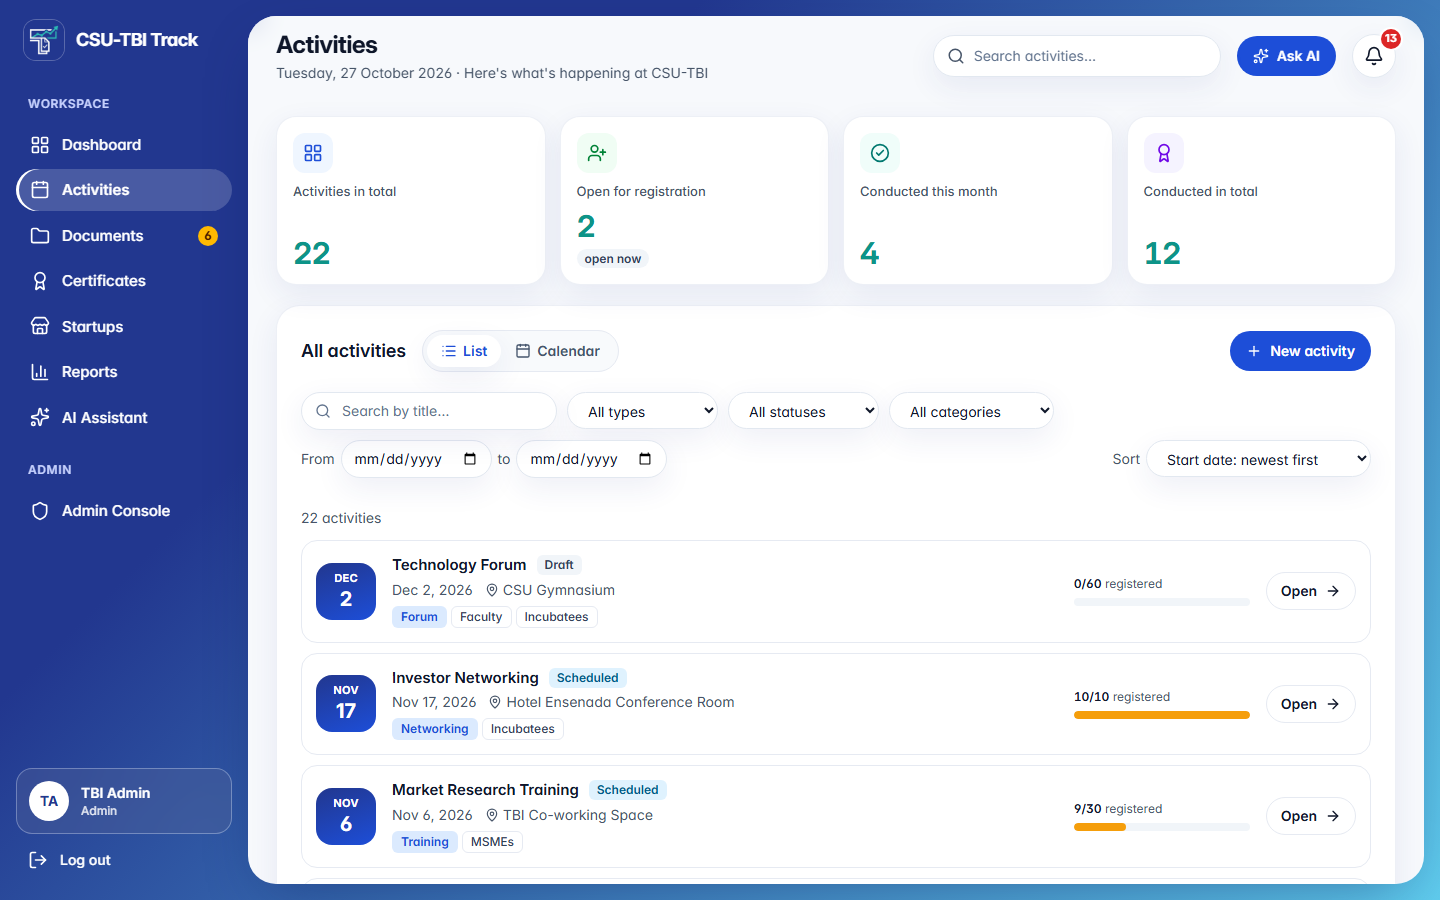 CSU-TBI Track
WORKSPACE
Dashboard
Activities
Documents 6
Certificates
Startups
Reports
AI Assistant
ADMIN
Admin Console
TA
TBI Admin
Admin
Log out
Activities
Tuesday, 27 October 2026 · Here's what's happening at CSU-TBI
Search activities...
Ask AI
13
Activities in total
22
Open for registration
2
open now
Conducted this month
4
Conducted in total
12
All activities
List
Calendar
New activity
Search by title...
All types
All statuses
All categories
From mm/dd/yyyy to mm/dd/yyyy
Sort Start date: newest first
22 activities
DEC
2
Technology Forum Draft
Dec 2, 2026 CSU Gymnasium
Forum Faculty Incubatees
0/60 registered
Open
NOV
17
Investor Networking Scheduled
Nov 17, 2026 Hotel Ensenada Conference Room
Networking Incubatees
10/10 registered
Open
NOV
6
Market Research Training Scheduled
Nov 6, 2026 TBI Co-working Space
Training MSMEs
9/30 registered
Open